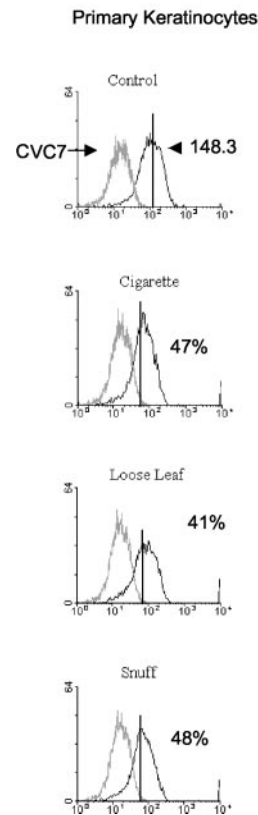 Primary Keratinocytes
Control
64
CVC7
148.3
0
10⁰ 10¹ 10² 10³ 10⁴
Cigarette
64
47%
0
10⁰ 10¹ 10² 10³ 10⁴
Loose Leaf
64
41%
0
10⁰ 10¹ 10² 10³ 10⁴
Snuff
64
48%
0
10⁰ 10¹ 10² 10³ 10⁴